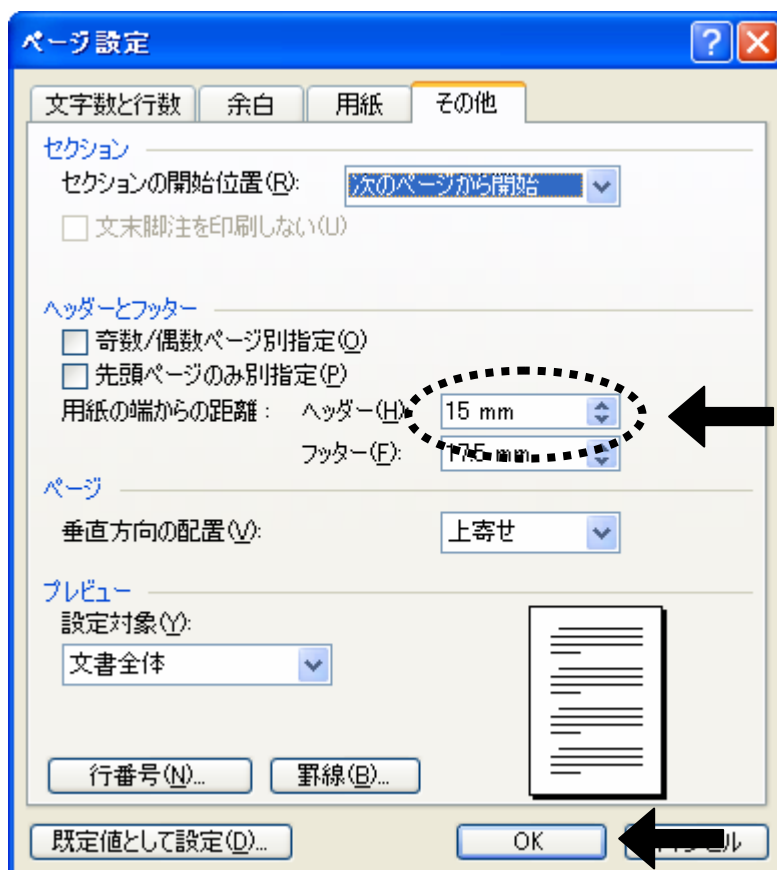 ページ設定
文字数と行数 余白 用紙 その他
セクション
セクションの開始位置(R): 次のページから開始
文末脚注を印刷しない(U)
ヘッダーとフッター
奇数/偶数ページ別指定(O)
先頭ページのみ別指定(P)
用紙の端からの距離: ヘッダー(H) 15 mm
フッター(F): 17.5 mm
ページ
垂直方向の配置(V): 上寄せ
プレビュー
設定対象(Y):
文書全体
行番号(N)... 罫線(B)...
既定値として設定(D)... OK